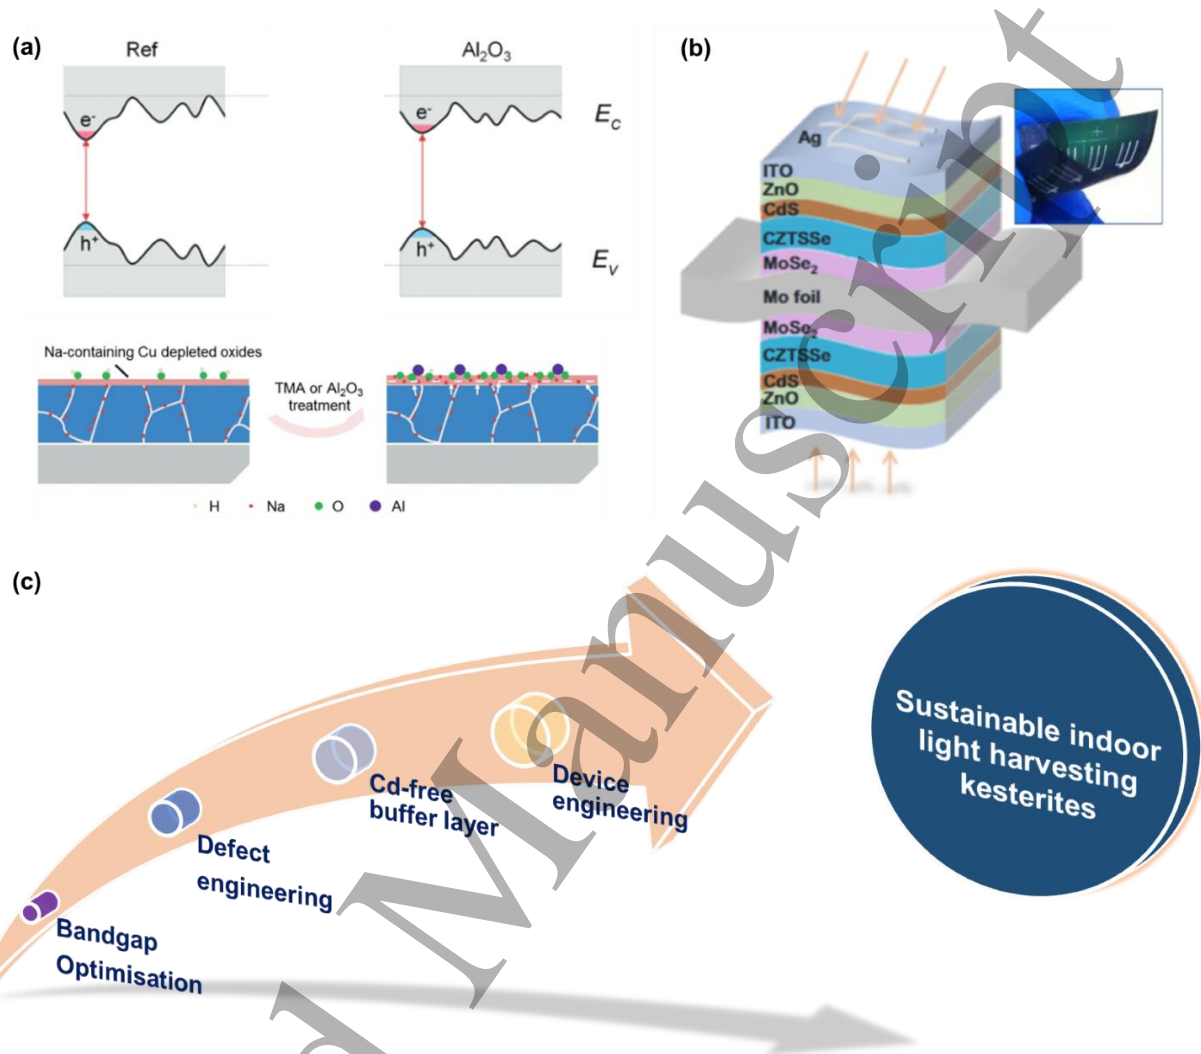 (a)
Ref
Al₂O₃
e⁻
e⁻
E_C
h⁺
h⁺
E_V
Na-containing Cu depleted oxides
TMA or Al₂O₃
treatment
H
Na
O
Al
(b)
Ag
ITO
ZnO
CdS
CZTSSe
MoSe₂
Mo foil
MoSe₂
CZTSSe
CdS
ZnO
ITO
(c)
Bandgap
Optimisation
Defect
engineering
Cd-free
buffer layer
Device
engineering
Sustainable indoor
light harvesting
kesterites
d Manuscript